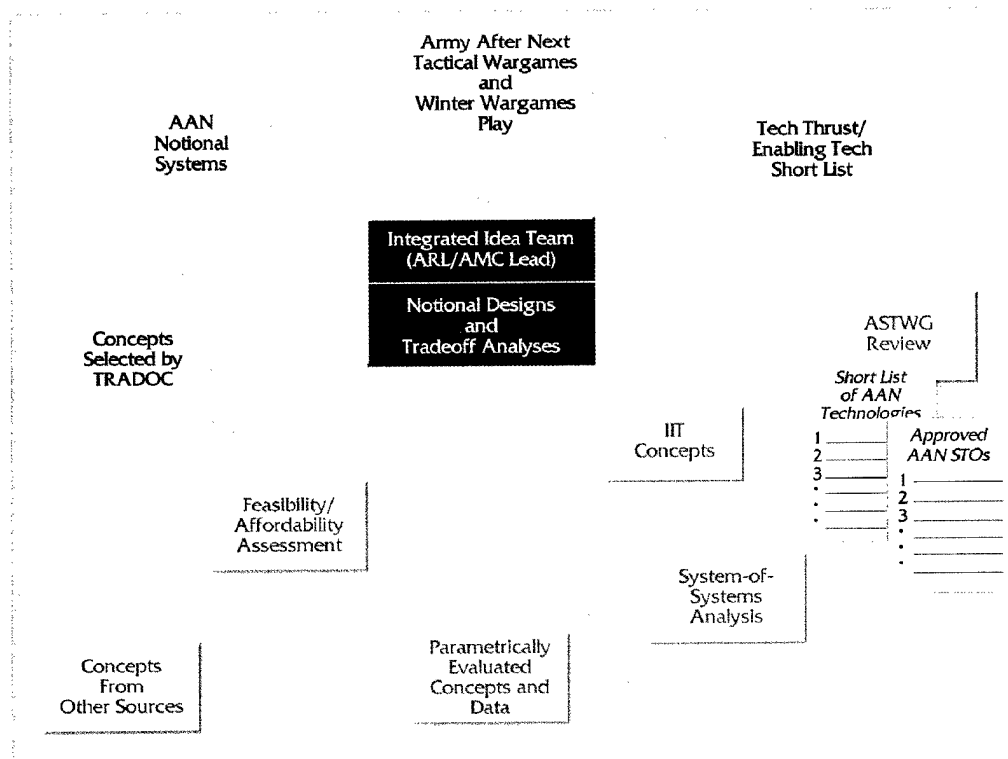 Army After Next
Tactical Wargames
and
Winter Wargames
Play
AAN
Notional
Systems
Tech Thrust/
Enabling Tech
Short List
Integrated Idea Team
(ARL/AMC Lead)
Notional Designs
and
Tradeoff Analyses
Concepts
Selected by
TRADOC
ASTWG
Review
Short List
of AAN
Technologies
1
2
3
Approved
AAN STOs
1
2
3
IIT
Concepts
Feasibility/
Affordability
Assessment
System-of-
Systems
Analysis
Parametrically
Evaluated
Concepts and
Data
Concepts
From
Other Sources